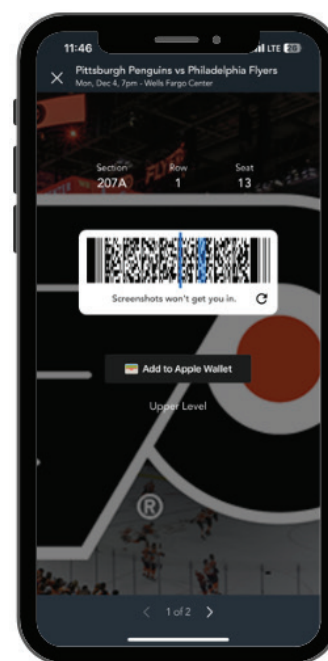 11:46 LTE 26
Pittsburgh Penguins vs Philadelphia Flyers
Mon, Dec 4, 7pm - Wells Fargo Center
Section Row Seat
207A 1 13
Screenshots won't get you in.
Add to Apple Wallet
Upper Level
®
1 of 2